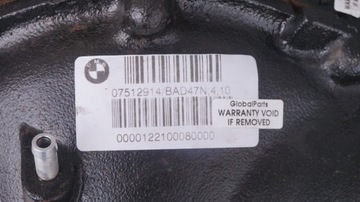 07512914/BAD47N,4,10
0000122100080000
GlobalParts
WARRANTY VOID
IF REMOVED